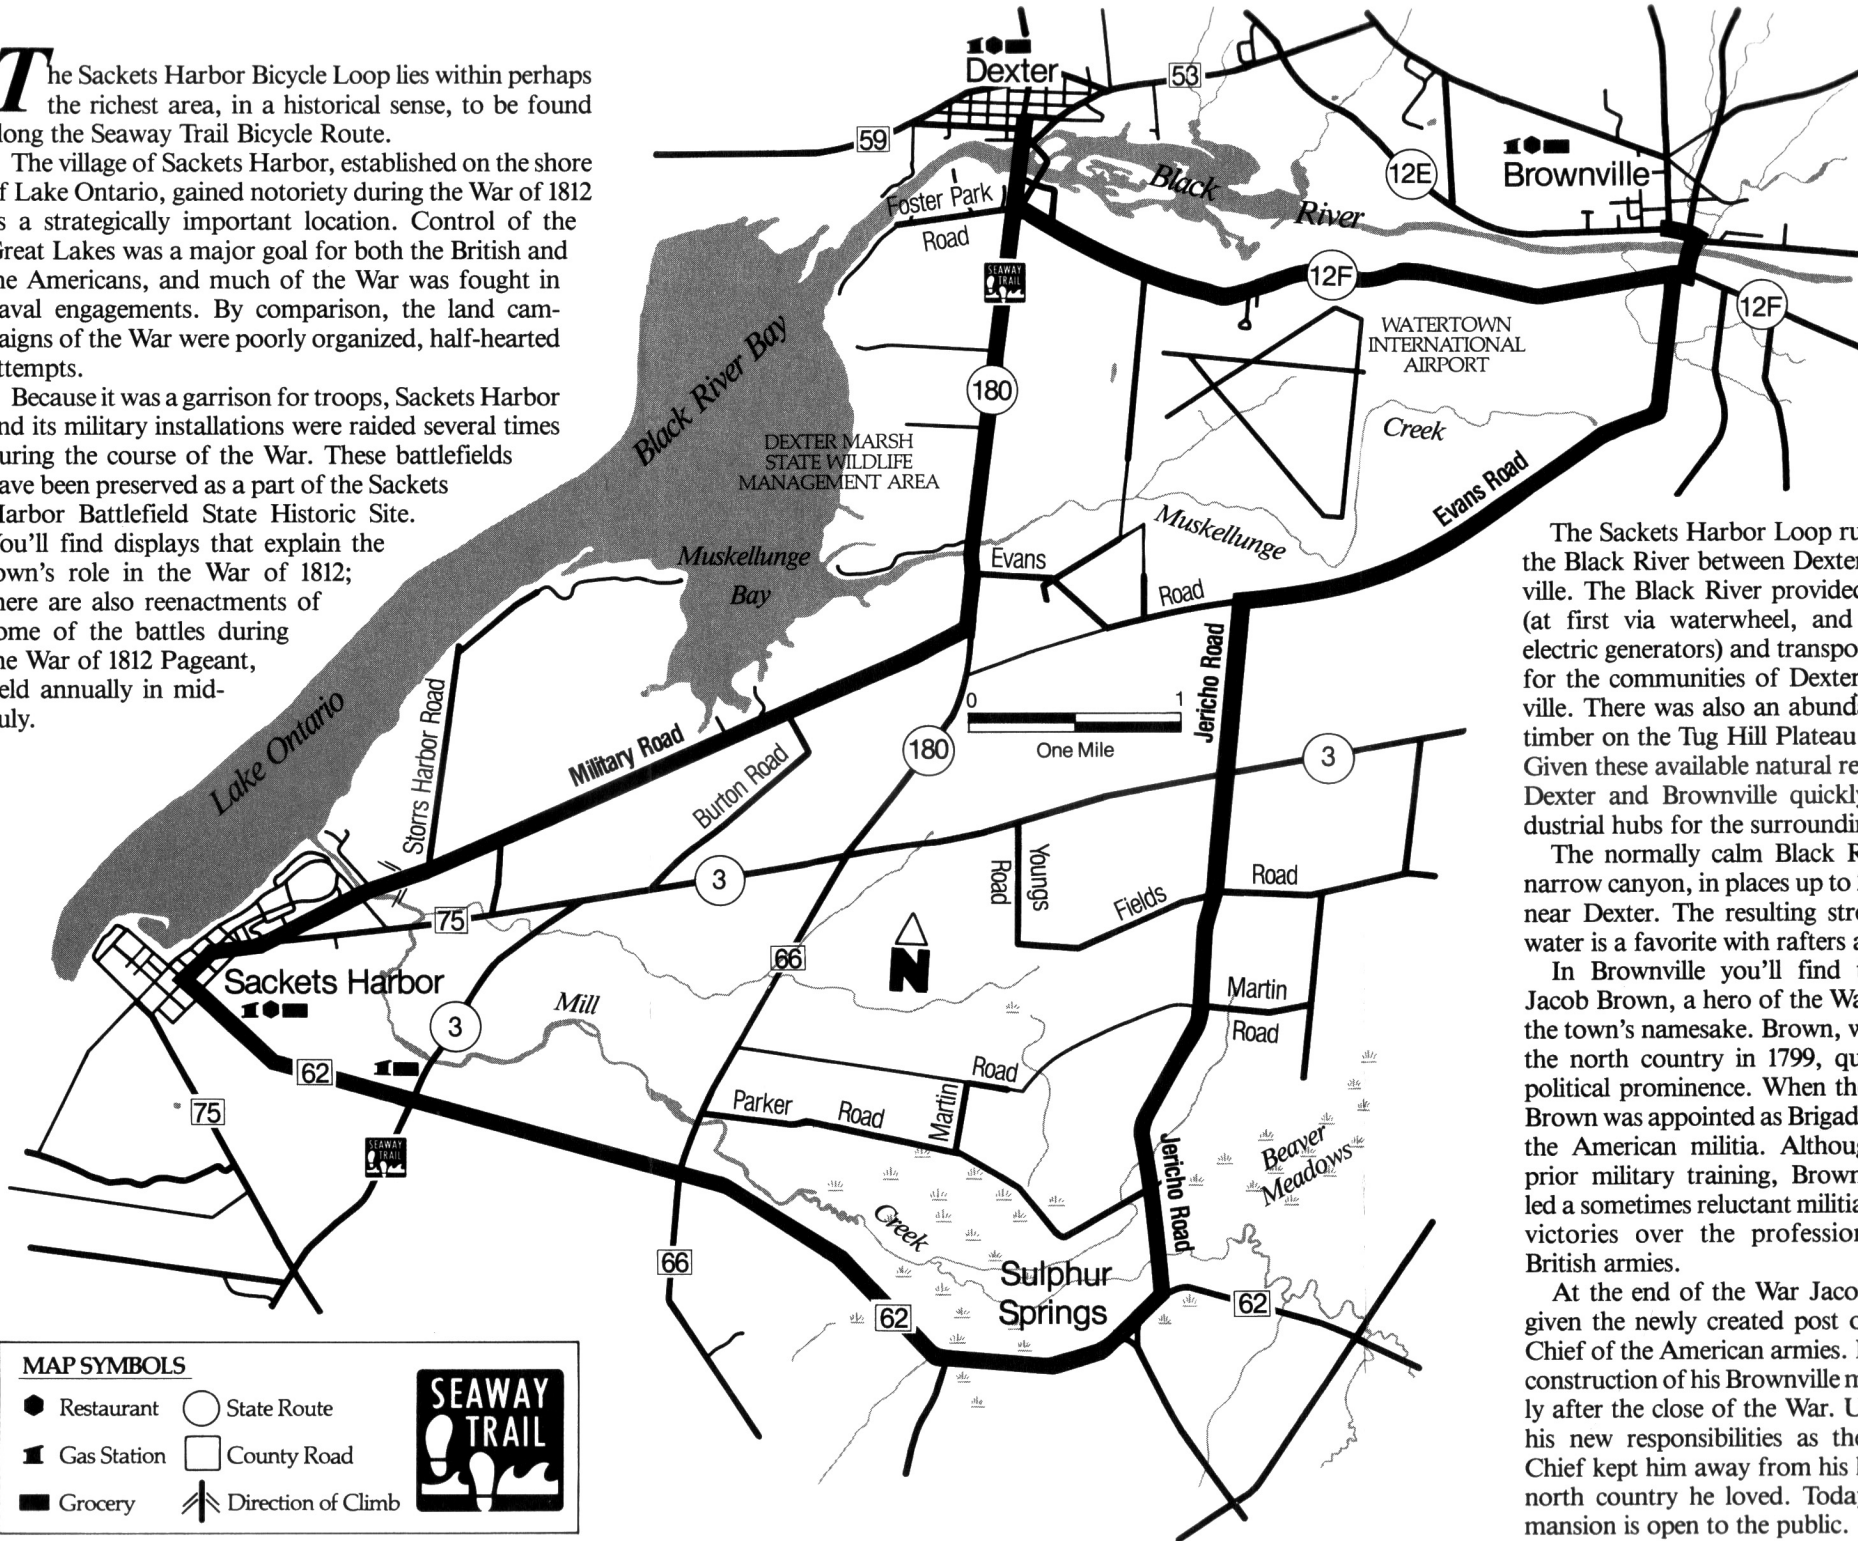 The Sackets Harbor Bicycle Loop lies within perhaps
the richest area, in a historical sense, to be found
long the Seaway Trail Bicycle Route.
The village of Sackets Harbor, established on the shore
f Lake Ontario, gained notoriety during the War of 1812
s a strategically important location. Control of the
Great Lakes was a major goal for both the British and
he Americans, and much of the War was fought in
aval engagements. By comparison, the land cam-
aigns of the War were poorly organized, half-hearted
ttempts.
Because it was a garrison for troops, Sackets Harbor
nd its military installations were raided several times
uring the course of the War. These battlefields
ave been preserved as a part of the Sackets
Harbor Battlefield State Historic Site.
You'll find displays that explain the
own's role in the War of 1812;
here are also reenactments of
ome of the battles during
he War of 1812 Pageant,
eld annually in mid-
uly.
Dexter
53
59
Foster Park
Road
Black
River
12E
Brownville
SEAWAY
TRAIL
12F
12F
WATERTOWN
INTERNATIONAL
AIRPORT
180
Black River Bay
DEXTER MARSH
STATE WILDLIFE
MANAGEMENT AREA
Creek
Muskellunge
Evans Road
Muskellunge
Bay
Evans
Road
Jericho Road
0
1
One Mile
Lake Ontario
Storrs Harbor Road
Military Road
Burton Road
180
3
3
Youngs
Road
Fields
Road
75
66
N
Sackets Harbor
3
Mill
Martin
Road
62
75
SEAWAY
TRAIL
Road
Parker
Road
Martin
Jericho Road
Beaver
Meadows
Creek
Sulphur
Springs
66
62
62
MAP SYMBOLS
Restaurant
State Route
Gas Station
County Road
Grocery
Direction of Climb
SEAWAY
TRAIL
The Sackets Harbor Loop ru
the Black River between Dexter
ville. The Black River provided
(at first via waterwheel, and
electric generators) and transpo
for the communities of Dexter
ville. There was also an abund
timber on the Tug Hill Plateau
Given these available natural re
Dexter and Brownville quickly
dustrial hubs for the surroundi
The normally calm Black R
narrow canyon, in places up to
near Dexter. The resulting stre
water is a favorite with rafters a
In Brownville you'll find
Jacob Brown, a hero of the Wa
the town's namesake. Brown, w
the north country in 1799, qu
political prominence. When th
Brown was appointed as Brigad
the American militia. Althoug
prior military training, Brown
led a sometimes reluctant militia
victories over the profession
British armies.
At the end of the War Jaco
given the newly created post o
Chief of the American armies.
construction of his Brownville m
ly after the close of the War. U
his new responsibilities as the
Chief kept him away from his
north country he loved. Today
mansion is open to the public.